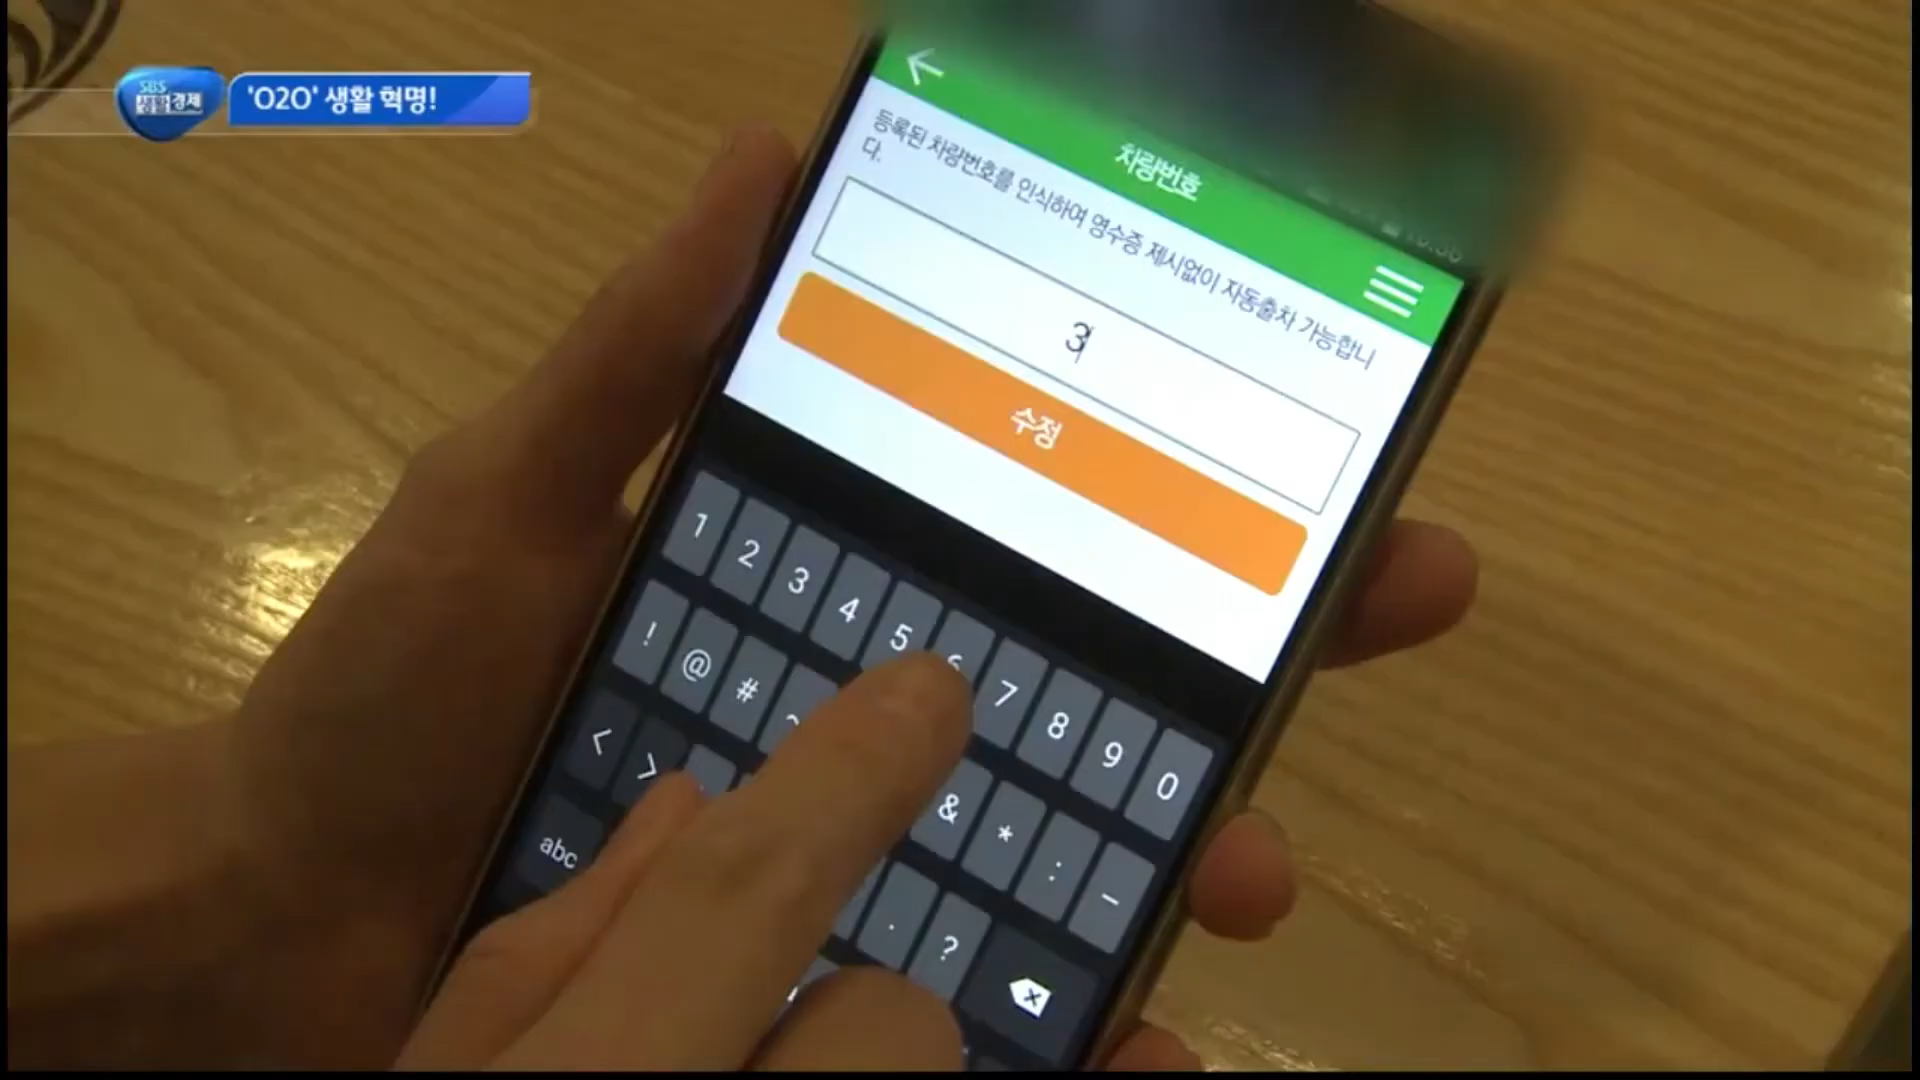 SBS
생활경제
'O2O' 생활 혁명!
차량번호
등록된 차량번호를 인식하여 영수증 제시없이 자동출차 가능합니
다.
3
수정
1 2 3 4 5 6 7 8 9 0
! @ # & * : -
< > . ?
abc